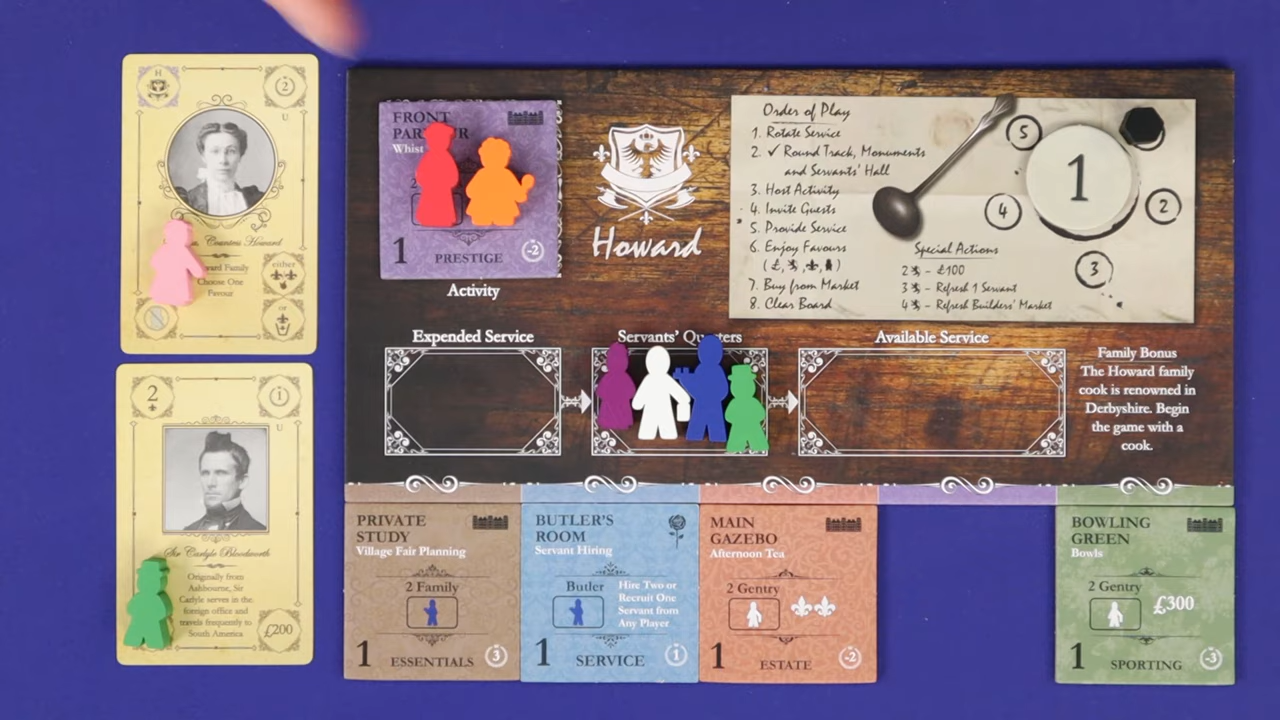 H
2
U
Countess Howard
Family
Choose One
Favour
either
or
2
1
U
Sir Carlyle Bloodworth
Originally from
Ashbourne, Sir
Carlyle serves in the
foreign office and
travels frequently to
South America
£200
FRONT
Whist
2
1
PRESTIGE
-2
Activity
Howard
Order of Play
1. Rotate Service
2. ✓ Round Track, Monuments
and Servants' Hall
3. Host Activity
4. Invite Guests
5. Provide Service
6. Enjoy Favours
(£, , , )
7. Buy from Market
8. Clear Board
Special Actions
2 - £100
3 - Refresh 1 Servant
4 - Refresh Builders' Market
5
1
4
2
3
Expended Service
Servants'
Available Service
Family Bonus
The Howard family
cook is renowned in
Derbyshire. Begin
the game with a
cook.
PRIVATE
STUDY
Village Fair Planning
2 Family
1
ESSENTIALS
3
BUTLER'S
ROOM
Servant Hiring
Butler
Hire Two or
Recruit One
Servant from
Any Player
1
SERVICE
1
MAIN
GAZEBO
Afternoon Tea
2 Gentry
1
ESTATE
-2
BOWLING
GREEN
Bowls
2 Gentry
£300
1
SPORTING
-3